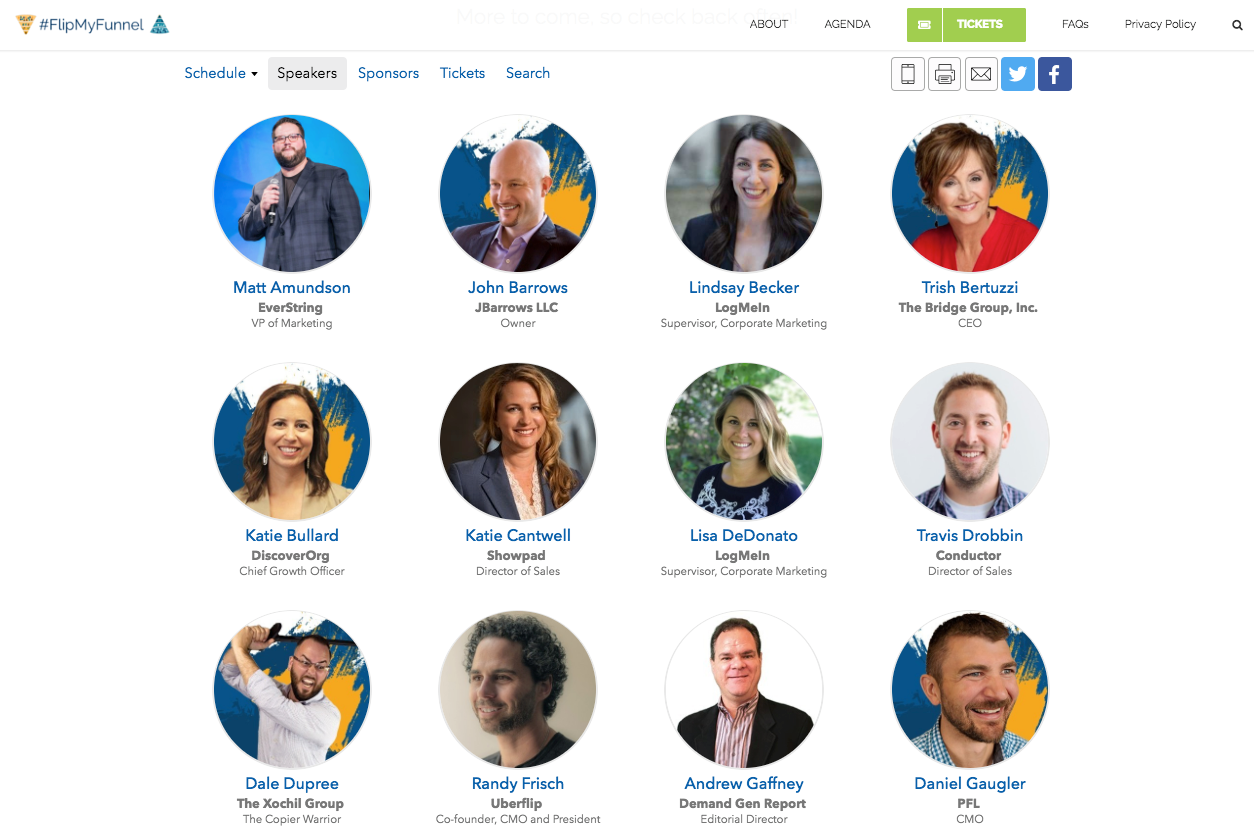 More to come, so check back often!
#FlipMyFunnel
ABOUT
AGENDA
TICKETS
FAQs
Privacy Policy
Schedule
Speakers
Sponsors
Tickets
Search
Matt Amundson
EverString
VP of Marketing
John Barrows
JBarrows LLC
Owner
Lindsay Becker
LogMeIn
Supervisor, Corporate Marketing
Trish Bertuzzi
The Bridge Group, Inc.
CEO
Katie Bullard
DiscoverOrg
Chief Growth Officer
Katie Cantwell
Showpad
Director of Sales
Lisa DeDonato
LogMeIn
Supervisor, Corporate Marketing
Travis Drobbin
Conductor
Director of Sales
Dale Dupree
The Xochil Group
The Copier Warrior
Randy Frisch
Uberflip
Co-founder, CMO and President
Andrew Gaffney
Demand Gen Report
Editorial Director
Daniel Gaugler
PFL
CMO